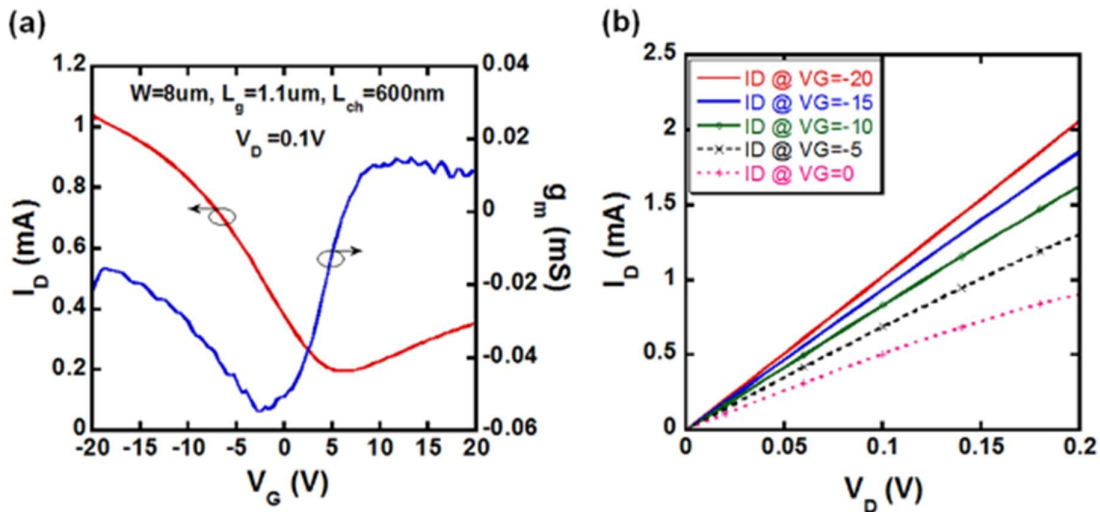 (a)
1.2
1
0.8
0.6
0.4
0.2
0
I_D (mA)
W=8um, L_g=1.1um, L_ch=600nm
V_D=0.1V
0.04
0.02
0
-0.02
-0.04
-0.06
g_m (mS)
-20 -15 -10 -5 0 5 10 15 20
V_G (V)
(b)
2.5
2
1.5
1
0.5
0
I_D (mA)
ID @ VG=-20
ID @ VG=-15
ID @ VG=-10
ID @ VG=-5
ID @ VG=0
0 0.05 0.1 0.15 0.2
V_D (V)